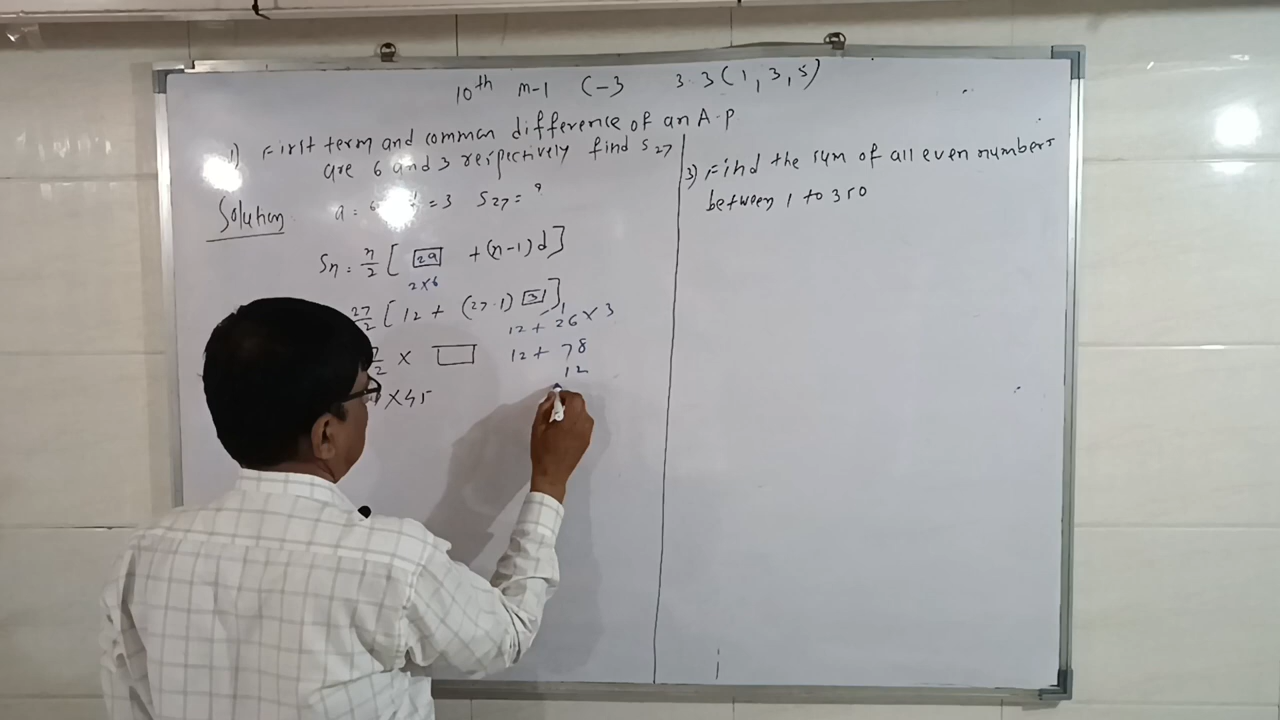 10th m-1 (-3 3.3 (1, 3, 5)
1) First term and common difference of an A.P
are 6 and 3 respectively find S27
Solution a = 6 = 3 S27 = ?
Sn = n/2 [ 2a + (n-1) d ]
2×6
27/2 [ 12 + (27-1) 3 ]
12 + 26 × 3
2 ×
12 + 78
12
× 45
3) Find the sum of all even numbers
between 1 to 350